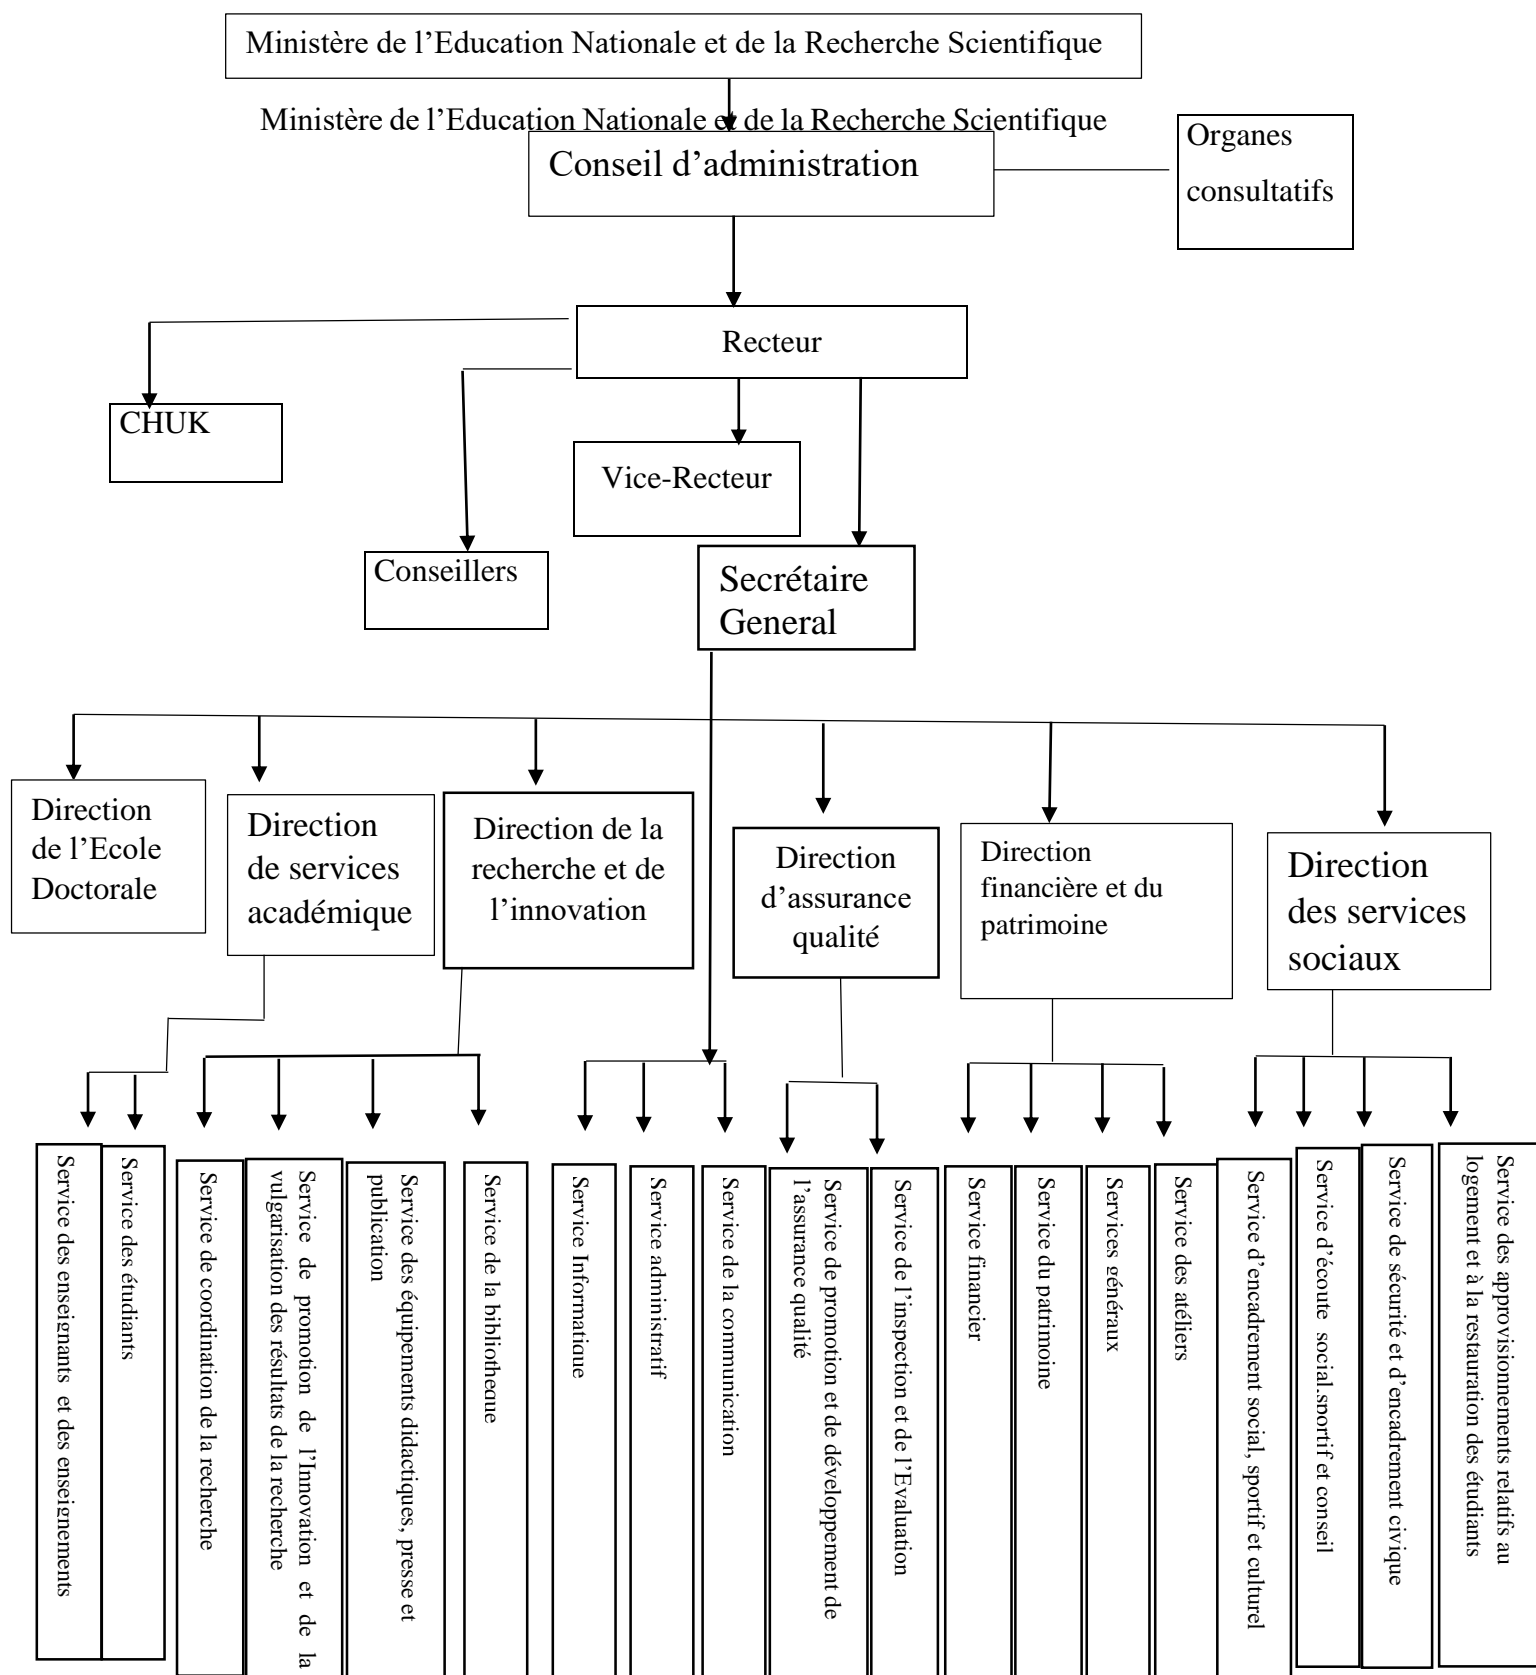 Ministère de l’Education Nationale et de la Recherche Scientifique
Ministère de l’Education Nationale et de la Recherche Scientifique
Conseil d’administration
Organes
consultatifs
Recteur
CHUK
Vice-Recteur
Conseillers
Secrétaire
General
Direction
de l’Ecole
Doctorale
Direction
de services
académique
Direction de la
recherche et de
l’innovation
Direction
d’assurance
qualité
Direction
financière et du
patrimoine
Direction
des services
sociaux
Service des enseignants et des enseignements
Service des étudiants
Service de coordination de la recherche
Service de promotion de l’Innovation et de la
vulgarisation des résultats de la recherche
Service des équipements didactiques, presse et
publication
Service de la bibliotheque
Service Informatique
Service administratif
Service de la communication
Service de promotion et de développement de
l’assurance qualité
Service de l’inspection et de l’Evaluation
Service financier
Service du patrimoine
Services généraux
Service des atéliers
Service d’encadrement social, sportif et culturel
Service d’écoute social.sportif et conseil
Service de sécurité et d’encadrement civique
Service des approvisionnements relatifs au
logement et à la restauration des étudiants